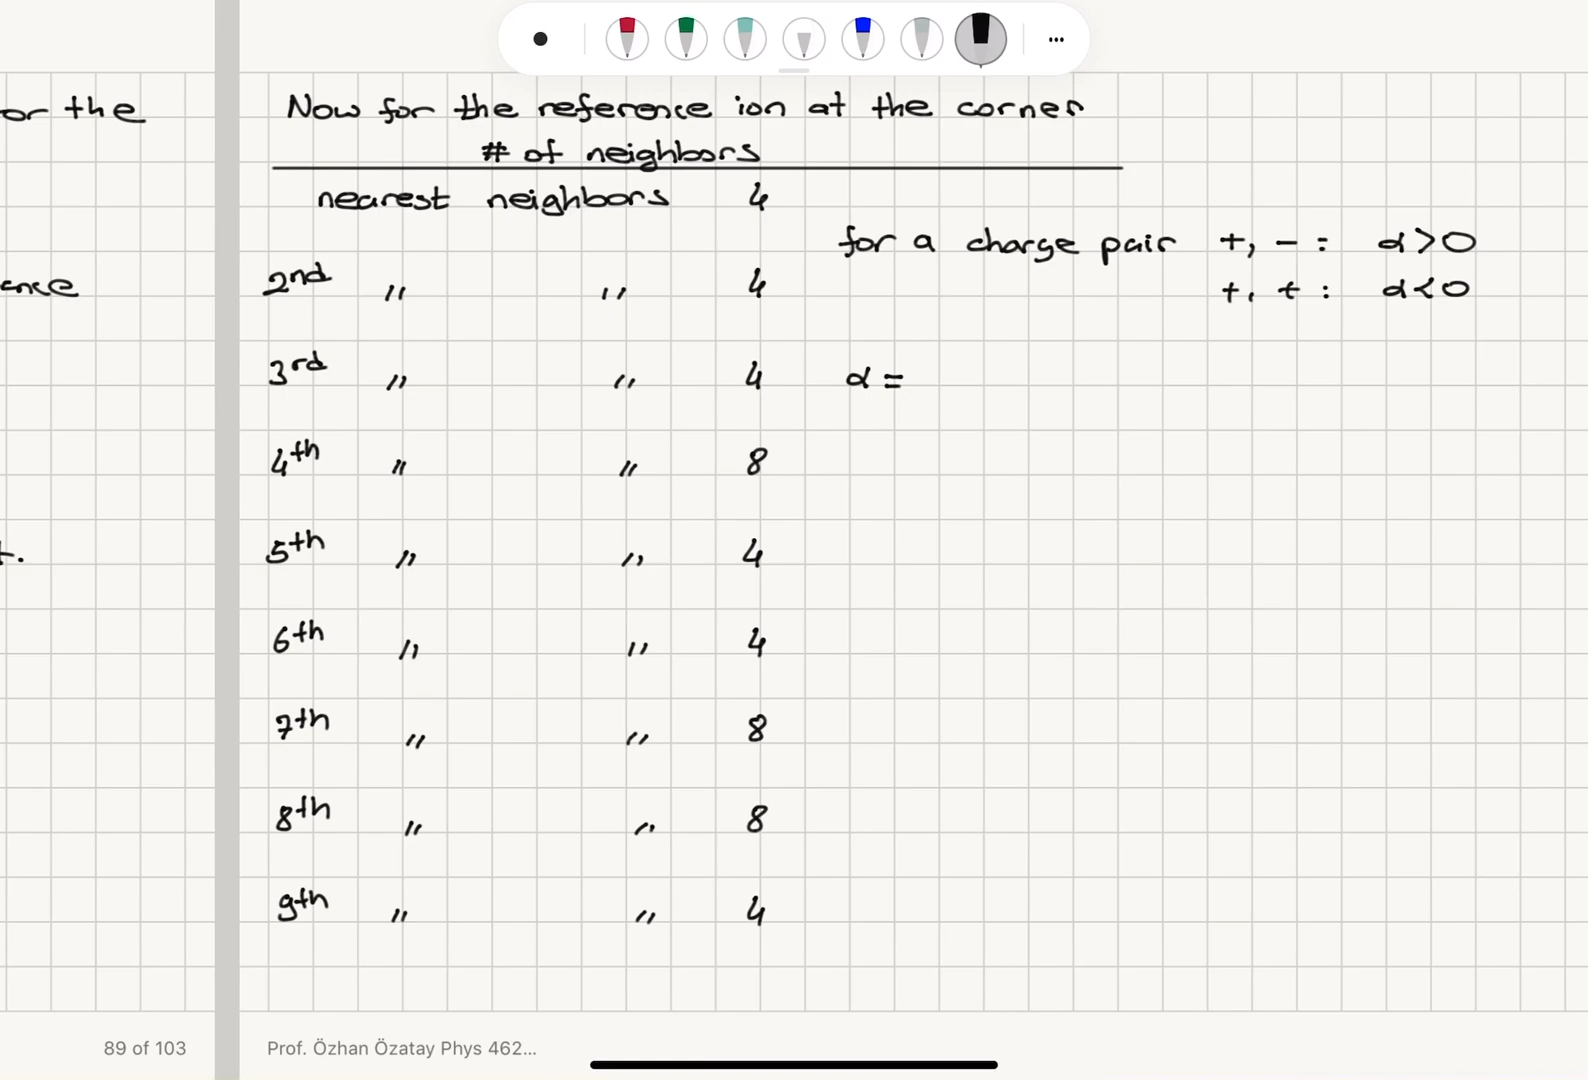 or the
ence
t.
89 of 103
Now for the reference ion at the corner
# of neighbors
nearest neighbors 4
for a charge pair +, - : α>0
2nd " " 4
+, + : α<0
3rd " " 4 α =
4th " " 8
5th " " 4
6th " " 4
7th " " 8
8th " " 8
9th " " 4
Prof. Özhan Özatay Phys 462...